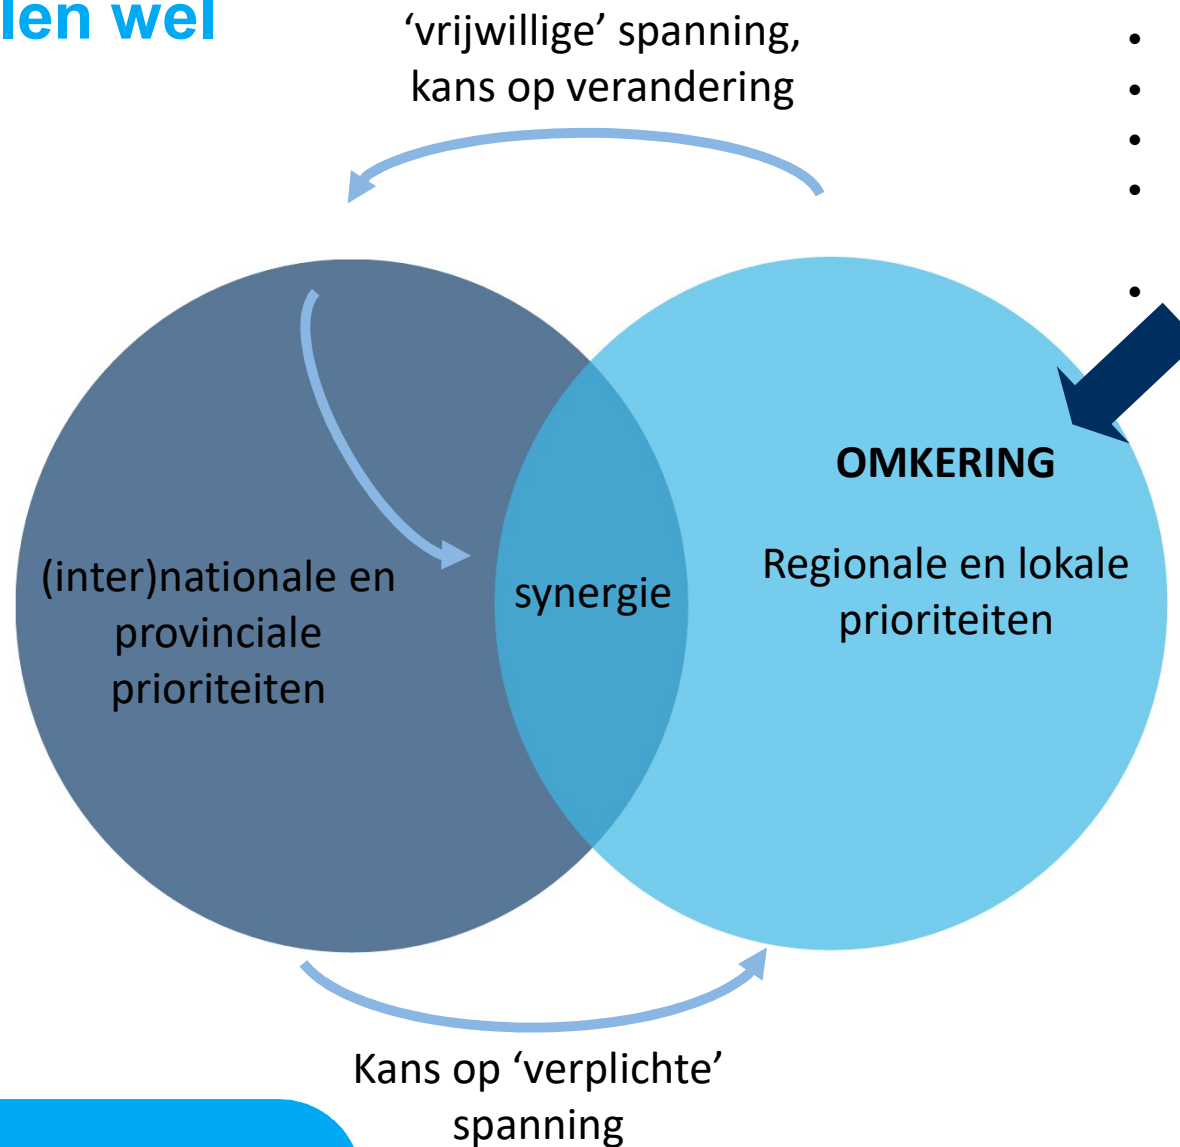 len wel
‘vrijwillige’ spanning,
kans op verandering
OMKERING
Regionale en lokale
prioriteiten
synergie
(inter)nationale en
provinciale
prioriteiten
Kans op ‘verplichte’
spanning